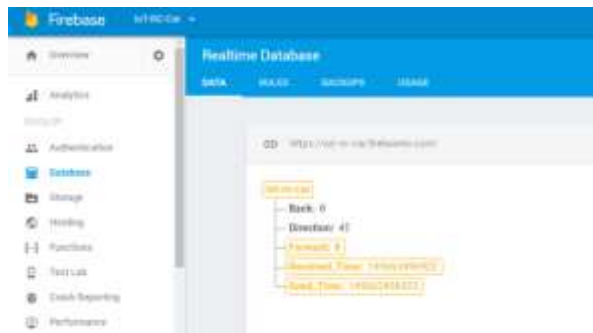 Firebase IoT-RC-Car
Overview
Realtime Database
DATA RULES BACKUPS USAGE
Analytics
Authentication
Database
Storage
Hosting
Functions
Test Lab
Crash Reporting
Performance
Back: 0
Direction: 45
Forward: 0